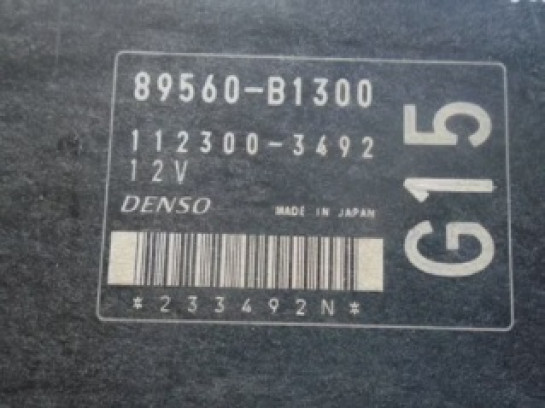 89560-B1300
112300-3492
12V
DENSO MADE IN JAPAN
*233492N*
G15